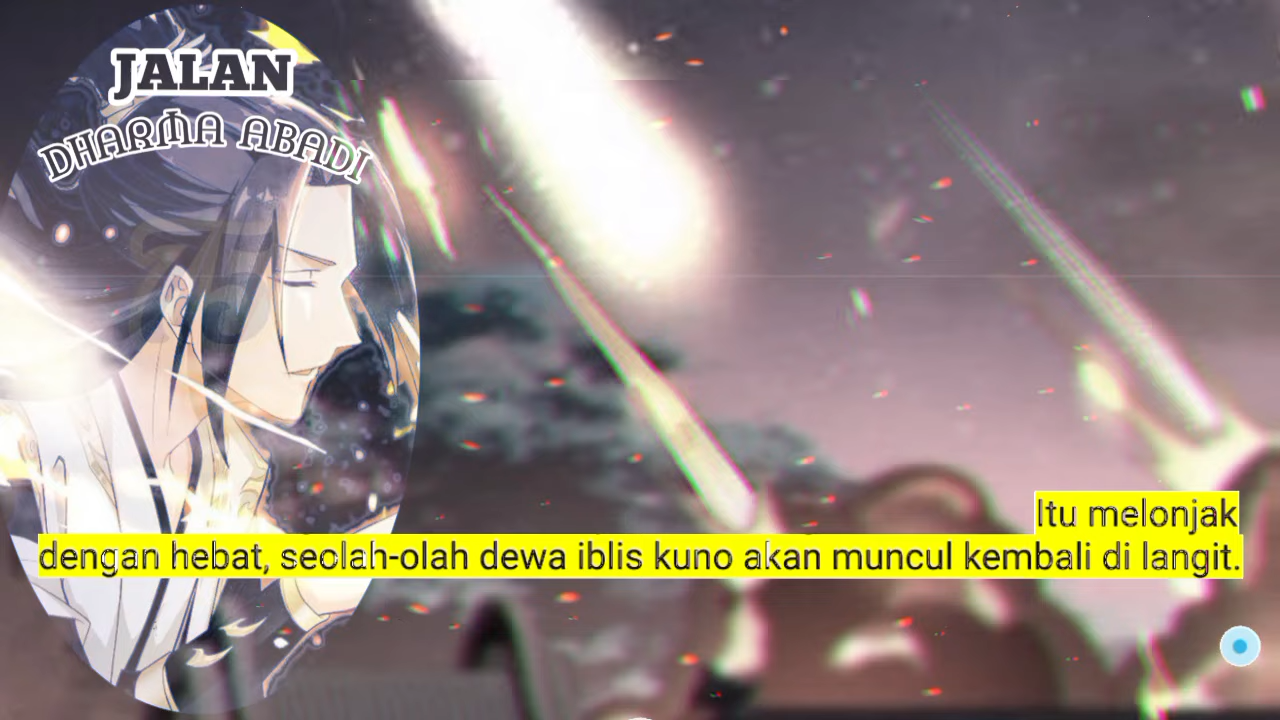 JALAN
DHARMA ABADI
Itu melonjak
dengan hebat, seolah-olah dewa iblis kuno akan muncul kembali di langit.